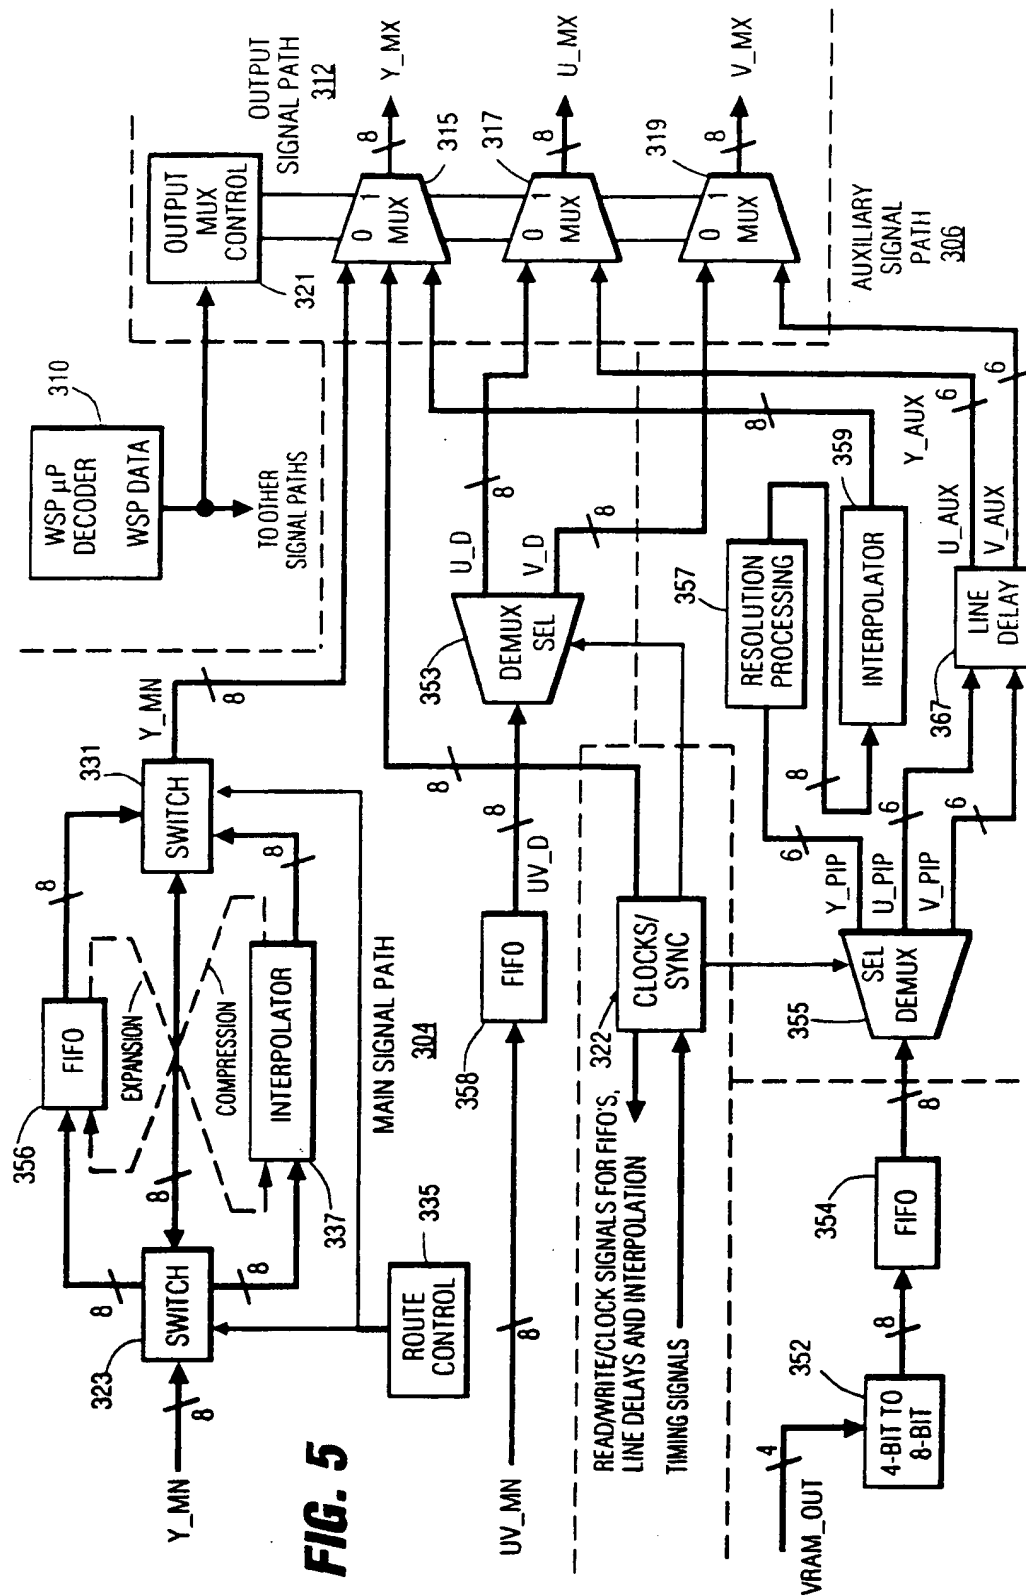 FIG. 5
WSP μP
DECODER
WSP DATA
310
TO OTHER
SIGNAL PATHS
OUTPUT
MUX
CONTROL
321
OUTPUT
SIGNAL PATH
312
Y_MN
8
323
SWITCH
8
8
8
356
FIFO
EXPANSION
COMPRESSION
INTERPOLATOR
337
8
8
331
SWITCH
Y_MN
8
335
ROUTE
CONTROL
MAIN SIGNAL PATH
304
0
1
MUX
315
8
Y_MX
0
1
MUX
317
8
U_MX
0
1
MUX
319
8
V_MX
UV_MN
8
358
FIFO
8
UV_D
353
DEMUX
SEL
U_D
8
V_D
8
8
322
CLOCKS/
SYNC
READ/WRITE/CLOCK SIGNALS FOR FIFO'S,
LINE DELAYS AND INTERPOLATION
TIMING SIGNALS
VRAM_OUT
4
352
4-BIT TO
8-BIT
8
354
FIFO
8
355
SEL
DEMUX
Y_PIP
U_PIP
V_PIP
6
6
6
357
RESOLUTION
PROCESSING
8
359
INTERPOLATOR
8
Y_AUX
367
LINE
DELAY
U_AUX
V_AUX
6
6
AUXILIARY
SIGNAL
PATH
306